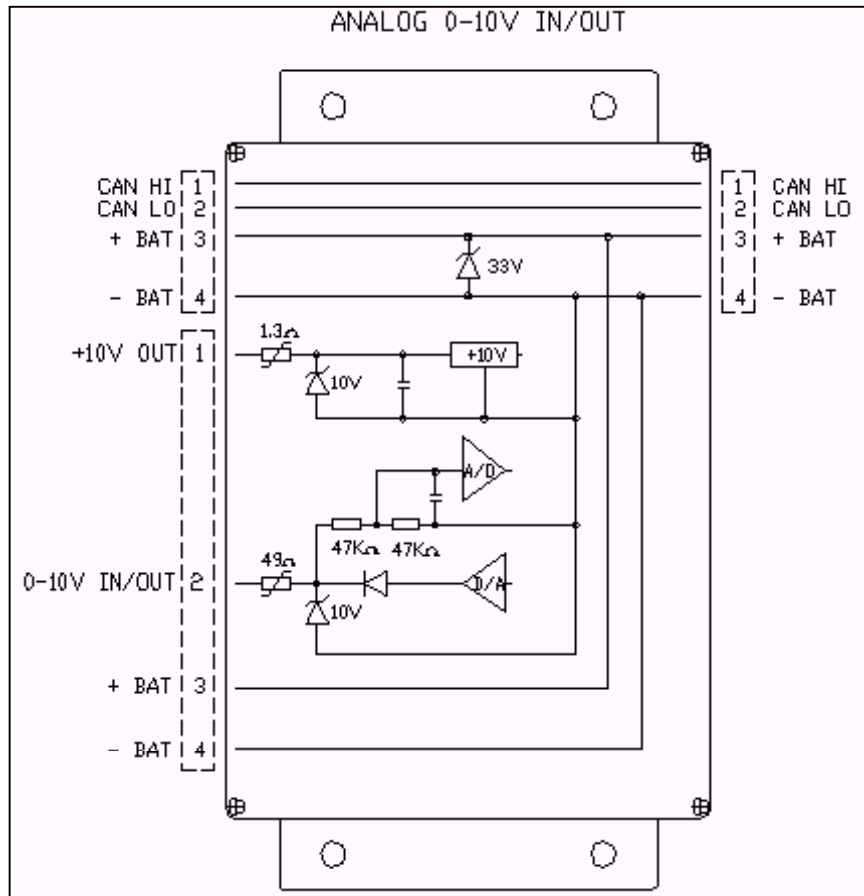 ANALOG 0-10V IN/OUT
CAN HI 1
1 CAN HI
CAN LO 2
2 CAN LO
+ BAT 3
3 + BAT
33V
- BAT 4
4 - BAT
1.3Ω
+10V OUT 1
+10V
10V
A/D
47KΩ 47KΩ
49Ω
0-10V IN/OUT 2
D/A
10V
+ BAT 3
- BAT 4